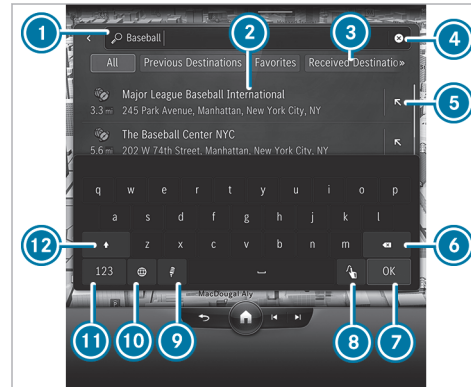 1
2
3
4
Baseball
All Previous Destinations Favorites Received Destinatio»
Major League Baseball International
3.3 mi 245 Park Avenue, Manhattan, New York City, NY
5
The Baseball Center NYC
5.6 mi 202 W 74th Street, Manhattan, New York City, NY
q w e r t y u i o p
a s d f g h j k l
12
z x c v b n m
6
123 OK
MacDougal Aly
11
10
9
8
7